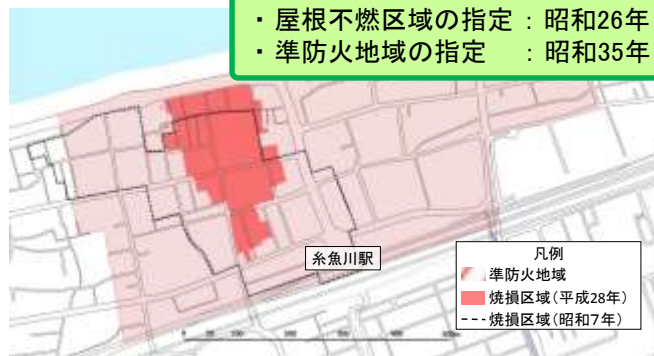 ・屋根不燃区域の指定：昭和26年
・準防火地域の指定　：昭和35年
糸魚川駅
凡例
準防火地域
焼損区域(平成28年)
焼損区域(昭和7年)